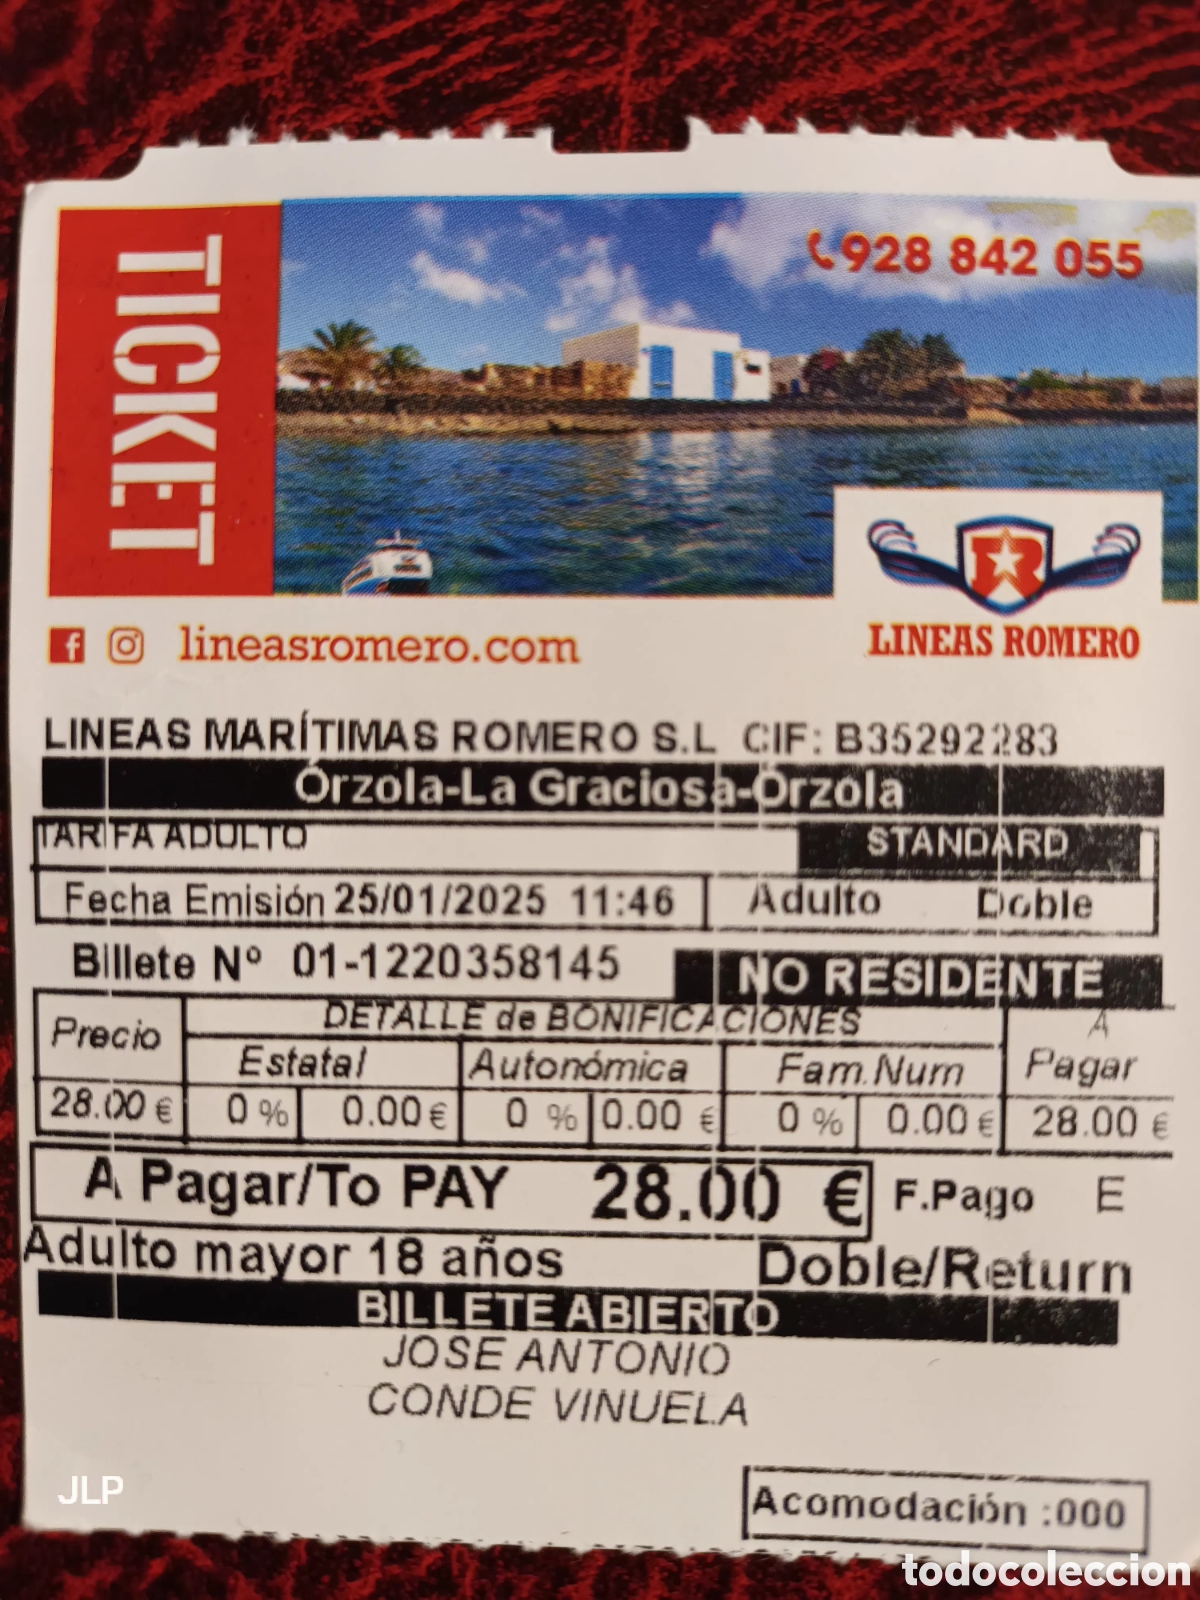 TICKET
928 842 055
R
LINEAS ROMERO
lineasromero.com
LINEAS MARÍTIMAS ROMERO S.L CIF: B35292283
Órzola-La Graciosa-Órzola
TARIFA ADULTO STANDARD
Fecha Emisión 25/01/2025 11:46 Adulto Doble
Billete Nº 01-1220358145 NO RESIDENTE
Precio DETALLE de BONIFICACIONES A
Estatal Autonómica Fam.Num Pagar
28.00 € 0 % 0.00 € 0 % 0.00 € 0 % 0.00 € 28.00 €
A Pagar/To PAY 28.00 € F.Pago E
Adulto mayor 18 años Doble/Return
BILLETE ABIERTO
JOSE ANTONIO
CONDE VINUELA
JLP
Acomodación :000
todocoleccion